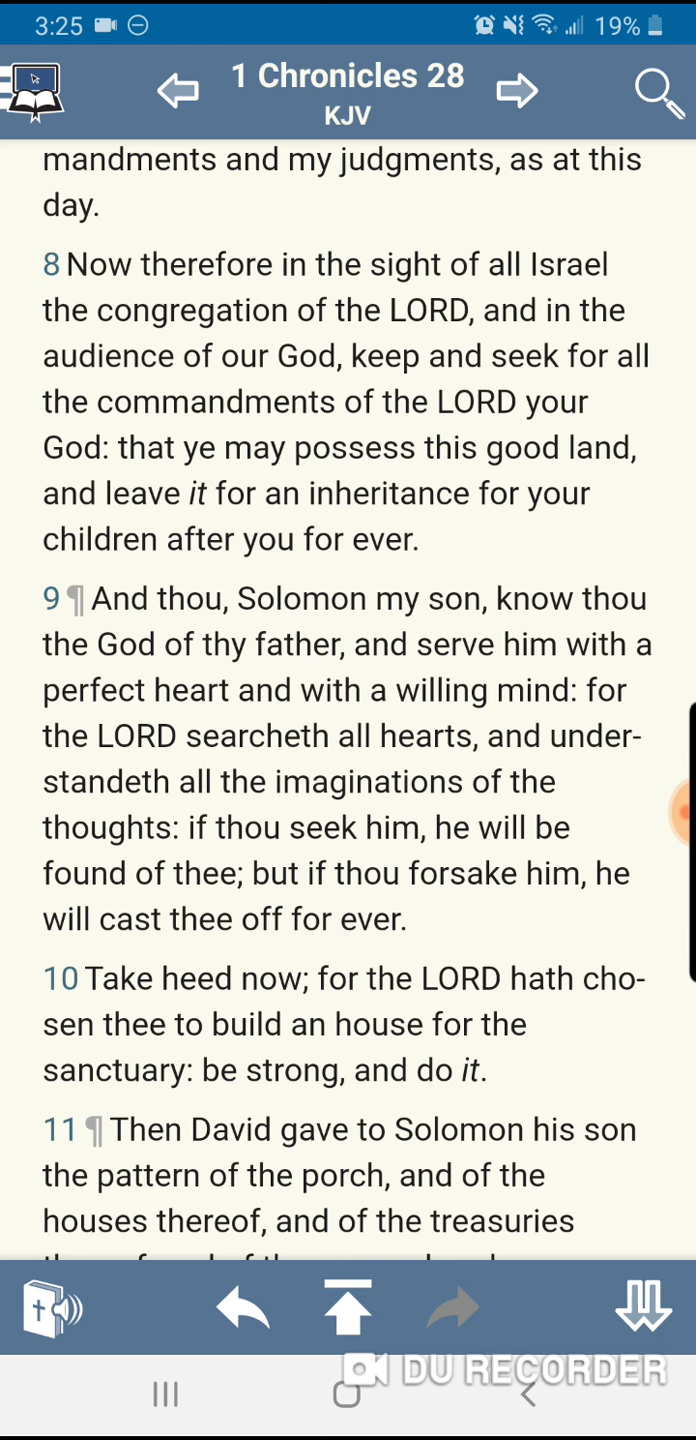 3:25 19%
1 Chronicles 28
KJV
mandments and my judgments, as at this
day.
8 Now therefore in the sight of all Israel
the congregation of the LORD, and in the
audience of our God, keep and seek for all
the commandments of the LORD your
God: that ye may possess this good land,
and leave it for an inheritance for your
children after you for ever.
9 ¶ And thou, Solomon my son, know thou
the God of thy father, and serve him with a
perfect heart and with a willing mind: for
the LORD searcheth all hearts, and under-
standeth all the imaginations of the
thoughts: if thou seek him, he will be
found of thee; but if thou forsake him, he
will cast thee off for ever.
10 Take heed now; for the LORD hath cho-
sen thee to build an house for the
sanctuary: be strong, and do it.
11 ¶ Then David gave to Solomon his son
the pattern of the porch, and of the
houses thereof, and of the treasuries
DU RECORDER